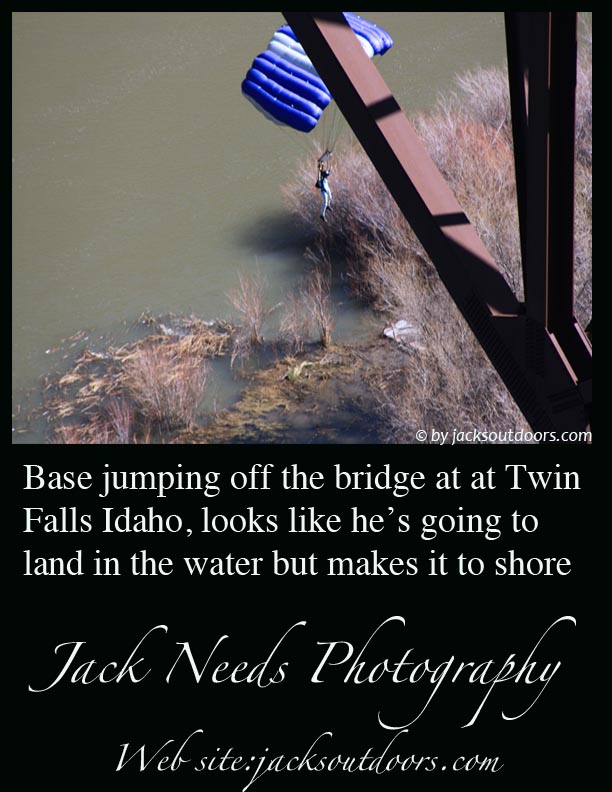 © by jacksoutdoors.com
Base jumping off the bridge at at Twin
Falls Idaho, looks like he’s going to
land in the water but makes it to shore
Jack Needs Photography
Web site:jacksoutdoors.com